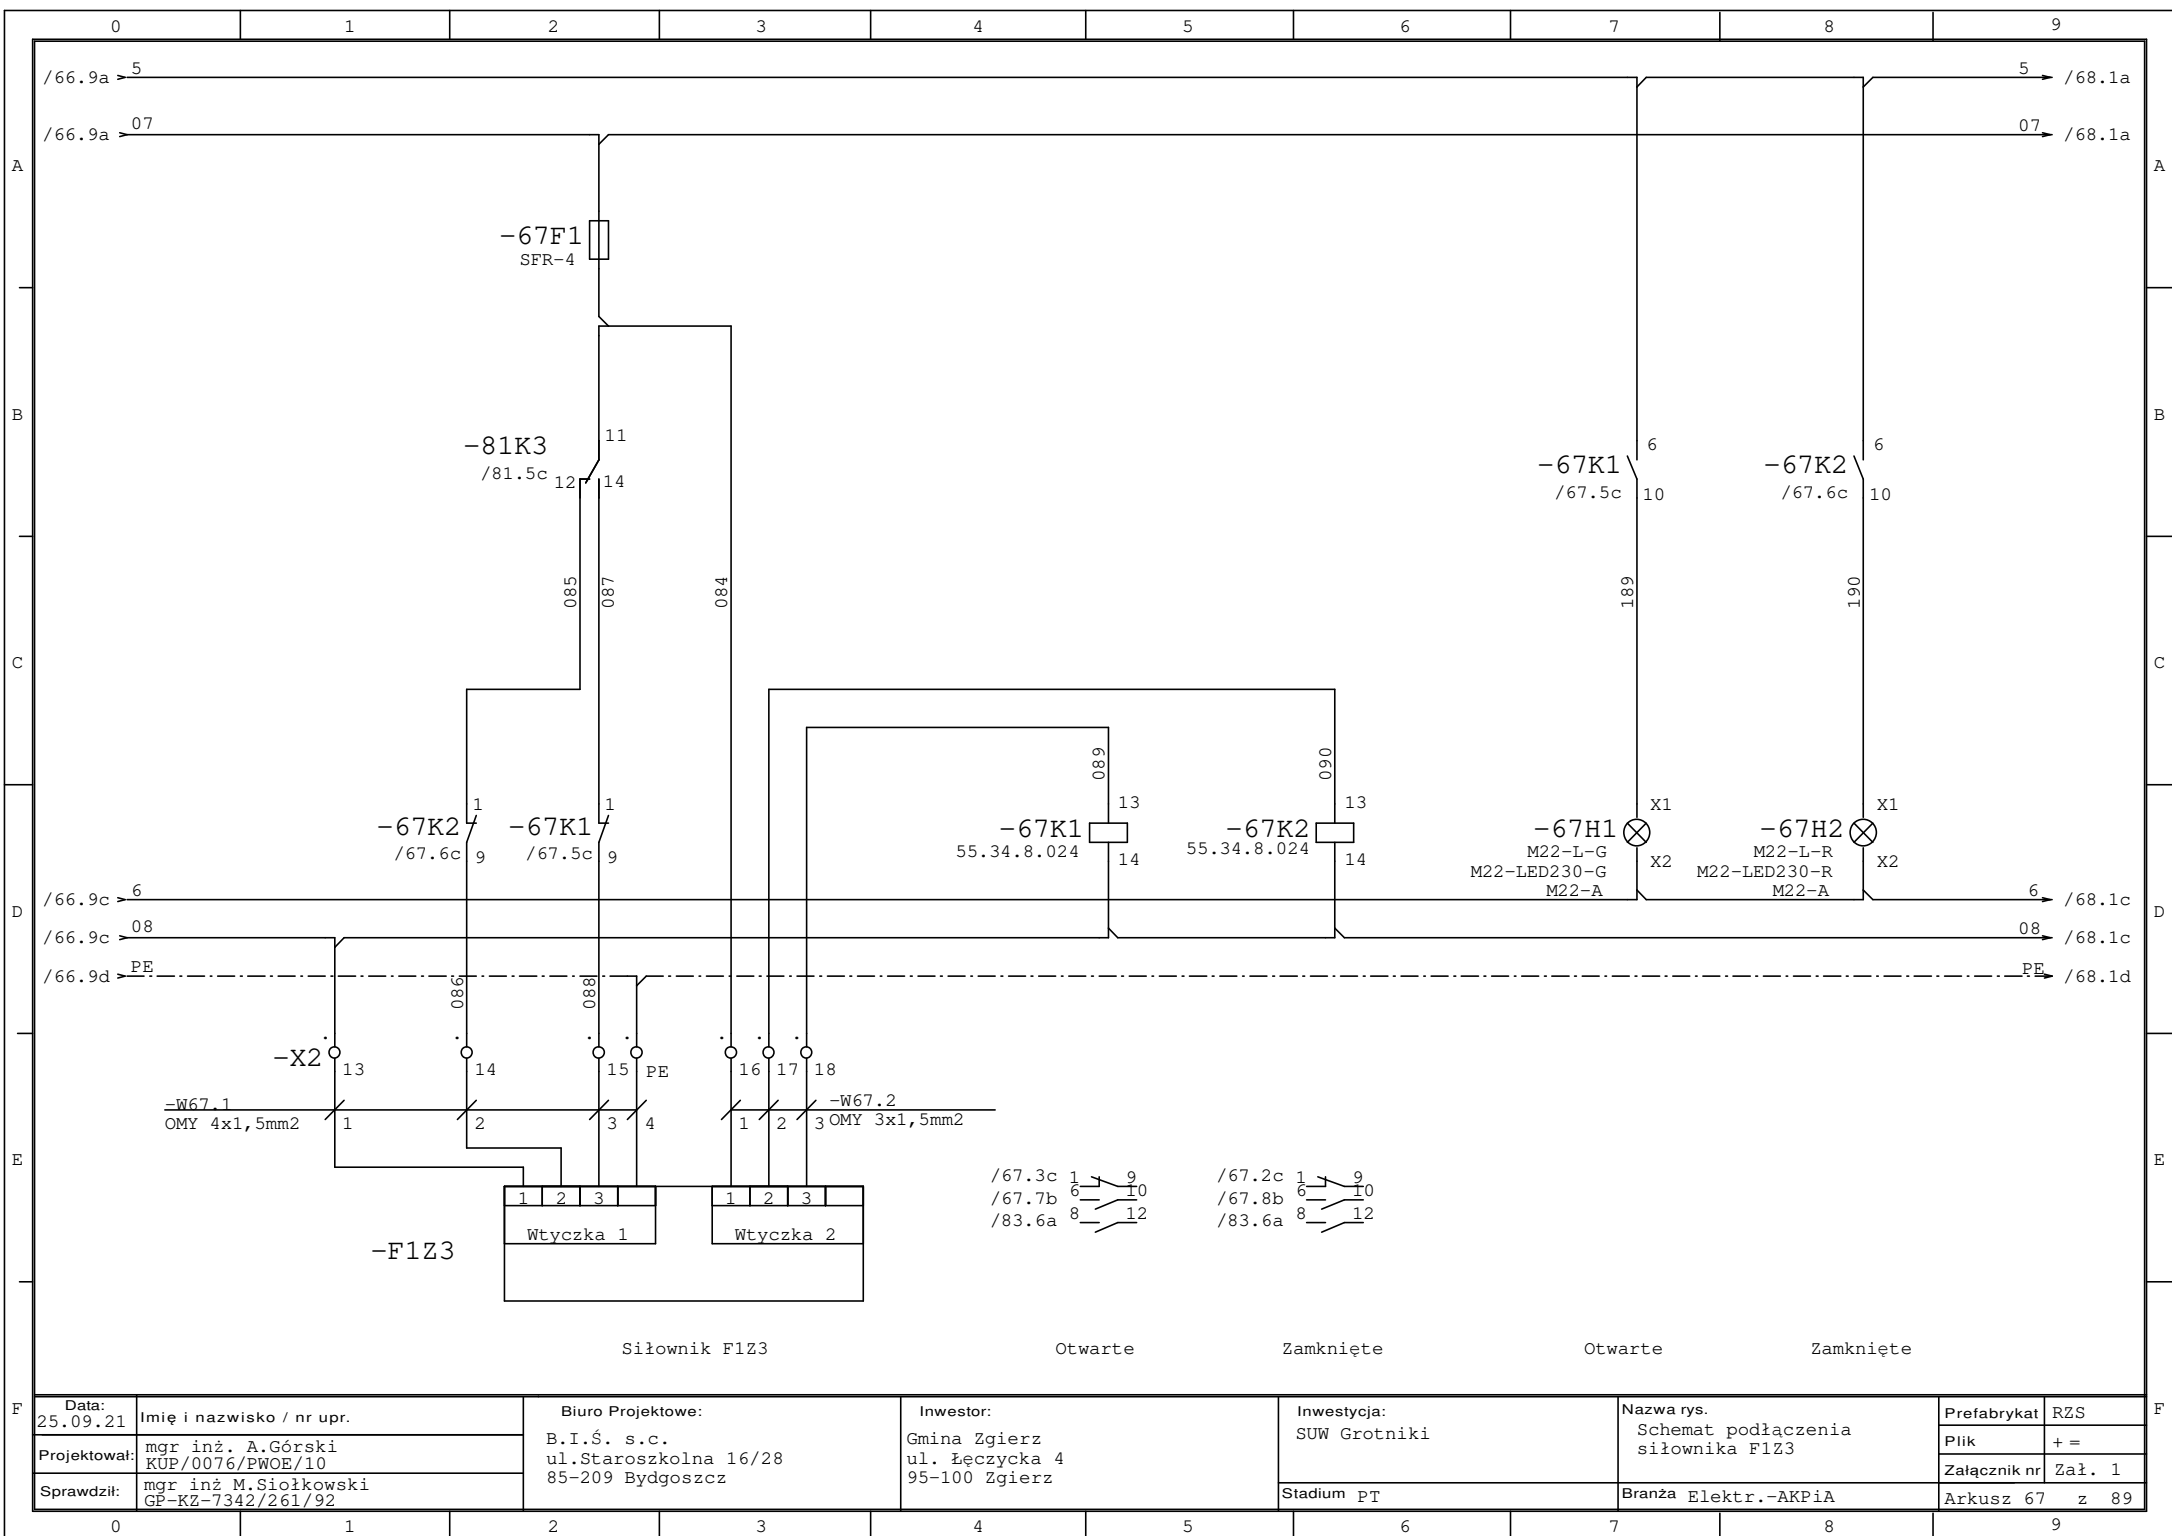 0 1 2 3 4 5 6 7 8 9
/66.9a 5 5 /68.1a
/66.9a 07 07 /68.1a
A A
-67F1
SFR-4
B B
-81K3 11
/81.5c 12 14
-67K1 6
/67.5c 10
-67K2 6
/67.6c 10
085 087 084 189 190
C C
089 090
-67K2 1
/67.6c 9
-67K1 1
/67.5c 9
-67K1 13
55.34.8.024 14
-67K2 13
55.34.8.024 14
-67H1 X1
M22-L-G X2
M22-LED230-G
M22-A
-67H2 X1
M22-L-R X2
M22-LED230-R
M22-A
D D
/66.9c 6 6 /68.1c
/66.9c 08 08 /68.1c
/66.9d PE PE /68.1d
086 088
-X2 13 14 15 PE 16 17 18
-W67.1
OMY 4x1,5mm2 1 2 3 4
1 2 3 -W67.2
OMY 3x1,5mm2
E E
/67.3c 1 9
/67.7b 6 10
/83.6a 8 12
/67.2c 1 9
/67.8b 6 10
/83.6a 8 12
1 2 3 1 2 3
Wtyczka 1 Wtyczka 2
-F1Z3
Siłownik F1Z3 Otwarte Zamknięte Otwarte Zamknięte
F F
Data:
25.09.21
Imię i nazwisko / nr upr.
Projektował:
mgr inż. A.Górski
KUP/0076/PWOE/10
Sprawdził:
mgr inż M.Siołkowski
GP-KZ-7342/261/92
Biuro Projektowe:
B.I.Ś. s.c.
ul.Staroszkolna 16/28
85-209 Bydgoszcz
Inwestor:
Gmina Zgierz
ul. Łęczycka 4
95-100 Zgierz
Inwestycja:
SUW Grotniki
Stadium PT
Nazwa rys.
Schemat podłączenia
siłownika F1Z3
Branża Elektr.-AKPiA
Prefabrykat RZS
Plik + =
Załącznik nr Zał. 1
Arkusz 67 z 89
0 1 2 3 4 5 6 7 8 9